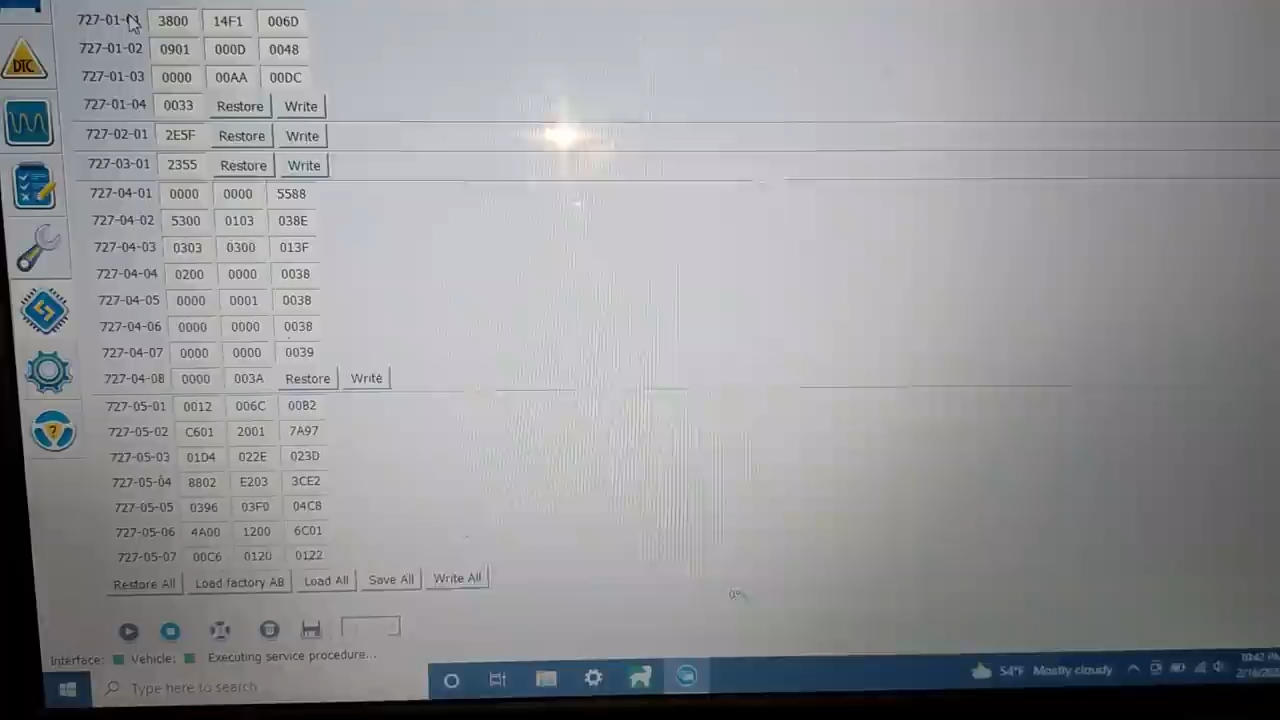 727-01- 3800 14F1 006D
727-01-02 0901 000D 0048
727-01-03 0000 00AA 00DC
727-01-04 0033 Restore Write
727-02-01 2E5F Restore Write
727-03-01 2355 Restore Write
727-04-01 0000 0000 5588
727-04-02 5300 0103 038E
727-04-03 0303 0300 013F
727-04-04 0200 0000 0038
727-04-05 0000 0001 0038
727-04-06 0000 0000 0038
727-04-07 0000 0000 0039
727-04-08 0000 003A Restore Write
727-05-01 0012 006C 00B2
727-05-02 C601 2001 7A97
727-05-03 01D4 022E 023D
727-05-04 8802 E203 3CE2
727-05-05 0396 03F0 04C8
727-05-06 4A00 1200 6C01
727-05-07 00C6 0120 0122
Restore All Load factory AB Load All Save All Write All
DTC
?
0%
Interface: Vehicle: Executing service procedure...
Type here to search
54°F Mostly cloudy
10:42 PM